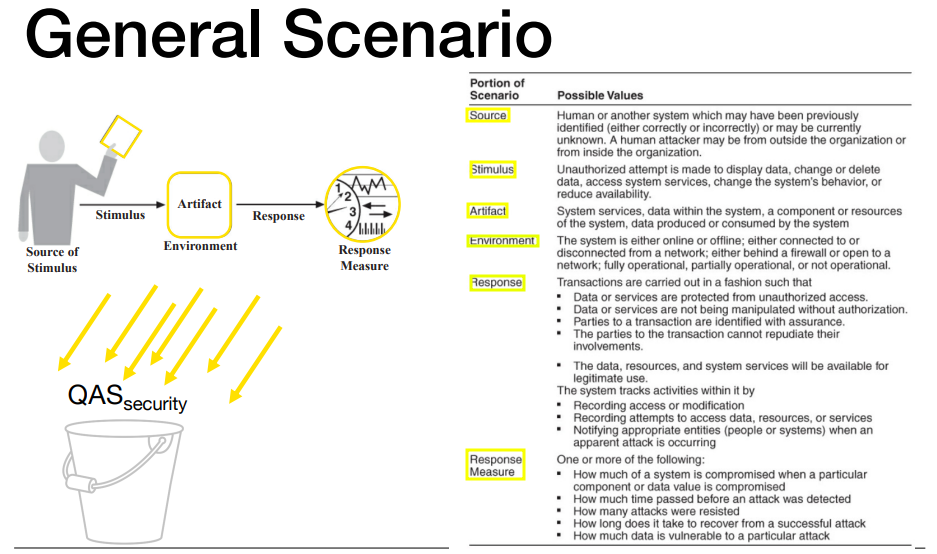 General Scenario
Stimulus
Artifact
Response
Environment
Source of
Stimulus
1
2
3
4
Response
Measure
QASsecurity
Portion of
Scenario Possible Values
Source Human or another system which may have been previously
identified (either correctly or incorrectly) or may be currently
unknown. A human attacker may be from outside the organization or
from inside the organization.
Stimulus Unauthorized attempt is made to display data, change or delete
data, access system services, change the system's behavior, or
reduce availability.
Artifact System services, data within the system, a component or resources
of the system, data produced or consumed by the system
Environment The system is either online or offline; either connected to or
disconnected from a network; either behind a firewall or open to a
network; fully operational, partially operational, or not operational.
Response Transactions are carried out in a fashion such that
▪ Data or services are protected from unauthorized access.
▪ Data or services are not being manipulated without authorization.
▪ Parties to a transaction are identified with assurance.
▪ The parties to the transaction cannot repudiate their
involvements.
▪ The data, resources, and system services will be available for
legitimate use.
The system tracks activities within it by
▪ Recording access or modification
▪ Recording attempts to access data, resources, or services
▪ Notifying appropriate entities (people or systems) when an
apparent attack is occurring
Response One or more of the following:
Measure ▪ How much of a system is compromised when a particular
component or data value is compromised
▪ How much time passed before an attack was detected
▪ How many attacks were resisted
▪ How long does it take to recover from a successful attack
▪ How much data is vulnerable to a particular attack